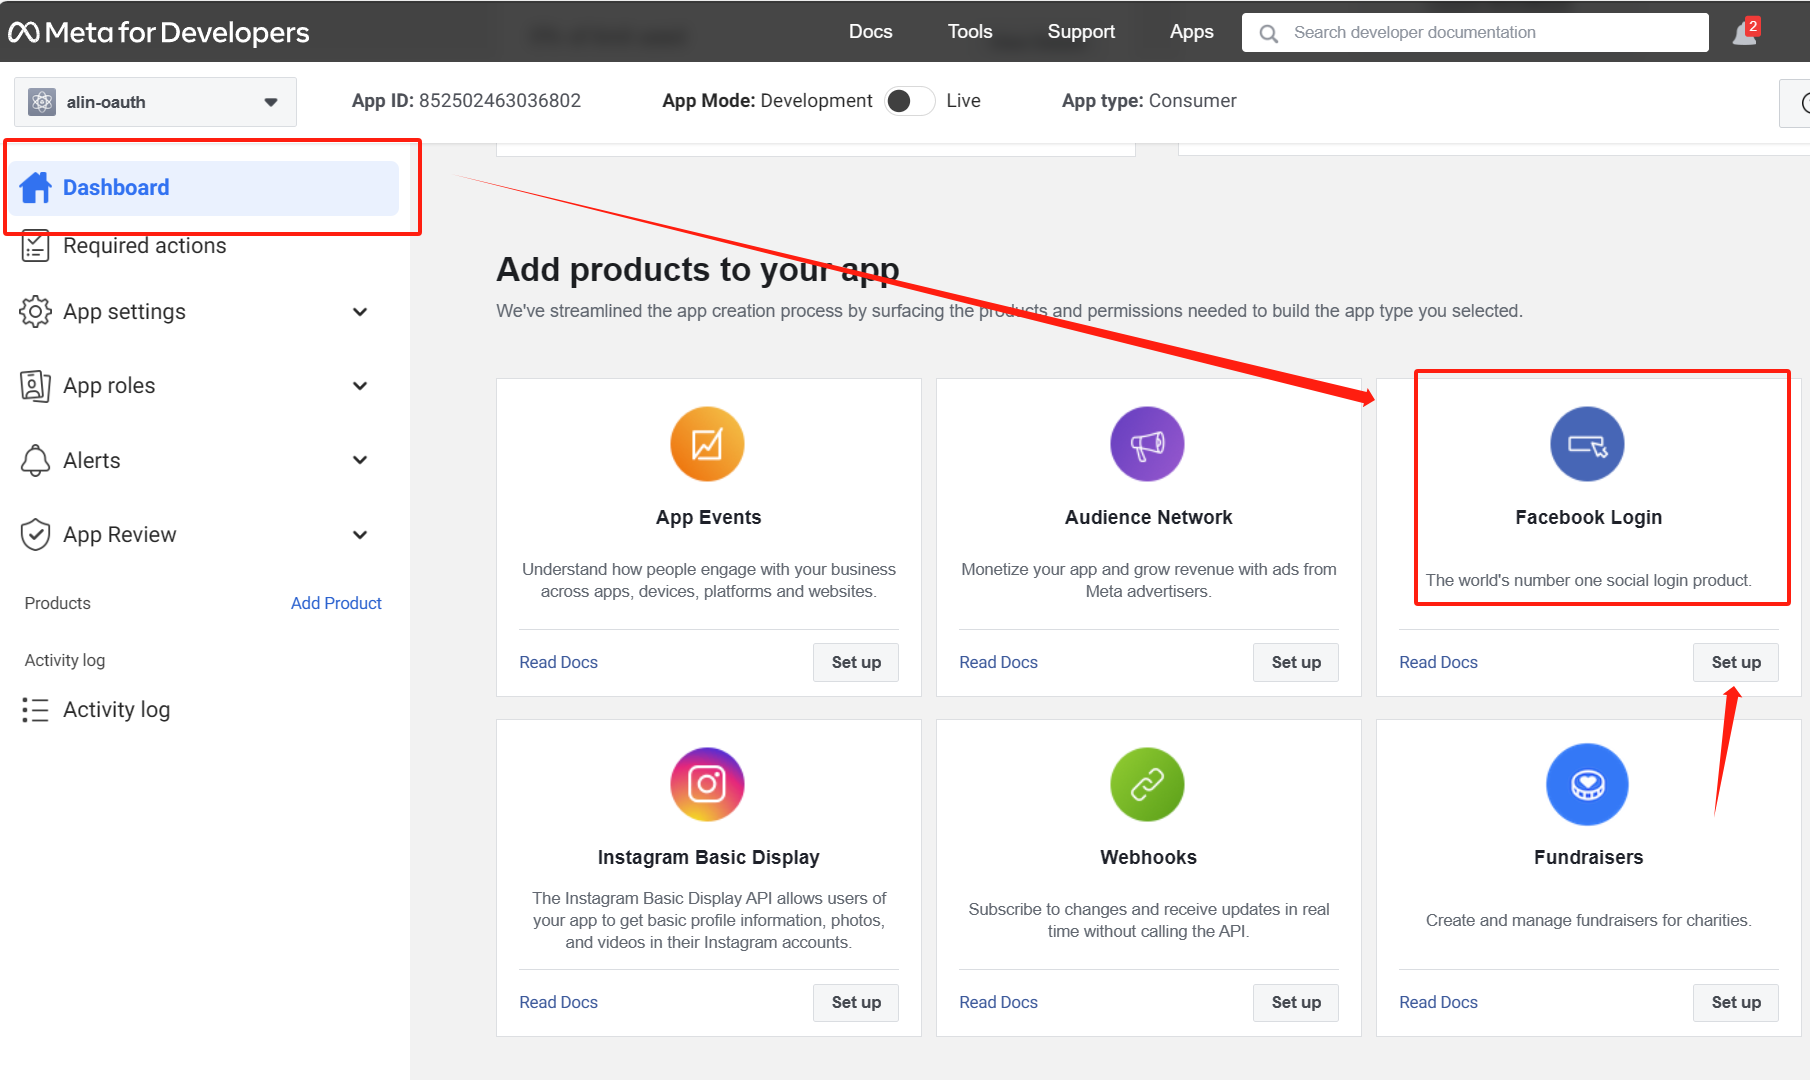 Meta for Developers
Docs
Tools
Support
Apps
Search developer documentation
2
alin-oauth
App ID: 852502463036802
App Mode: Development
Live
App type: Consumer
Dashboard
Required actions
App settings
App roles
Alerts
App Review
Products
Add Product
Activity log
Activity log
Add products to your app
We've streamlined the app creation process by surfacing the products and permissions needed to build the app type you selected.
App Events
Understand how people engage with your business
across apps, devices, platforms and websites.
Read Docs
Set up
Audience Network
Monetize your app and grow revenue with ads from
Meta advertisers.
Read Docs
Set up
Facebook Login
The world's number one social login product.
Read Docs
Set up
Instagram Basic Display
The Instagram Basic Display API allows users of
your app to get basic profile information, photos,
and videos in their Instagram accounts.
Read Docs
Set up
Webhooks
Subscribe to changes and receive updates in real
time without calling the API.
Read Docs
Set up
Fundraisers
Create and manage fundraisers for charities.
Read Docs
Set up